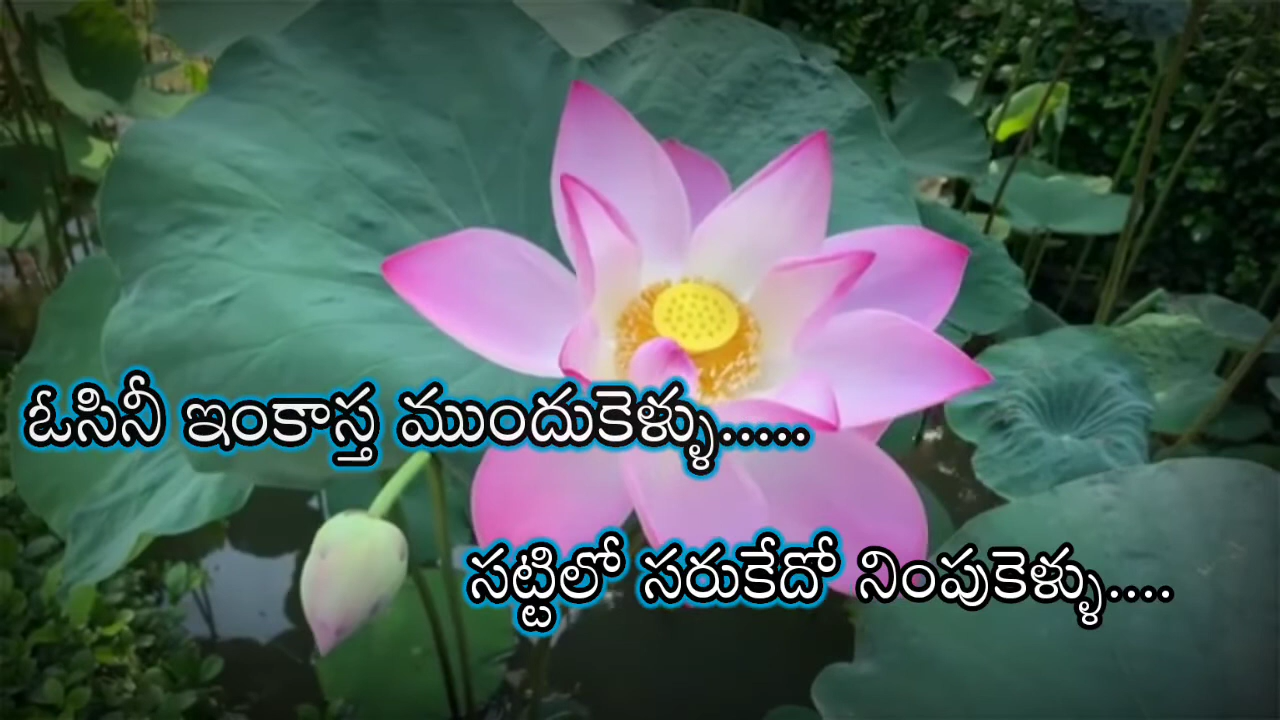 ఓసినీ ఇంకాస్త ముందుకెళ్ళు.....
సట్టిలో సరుకేదో నింపుకెళ్ళు....